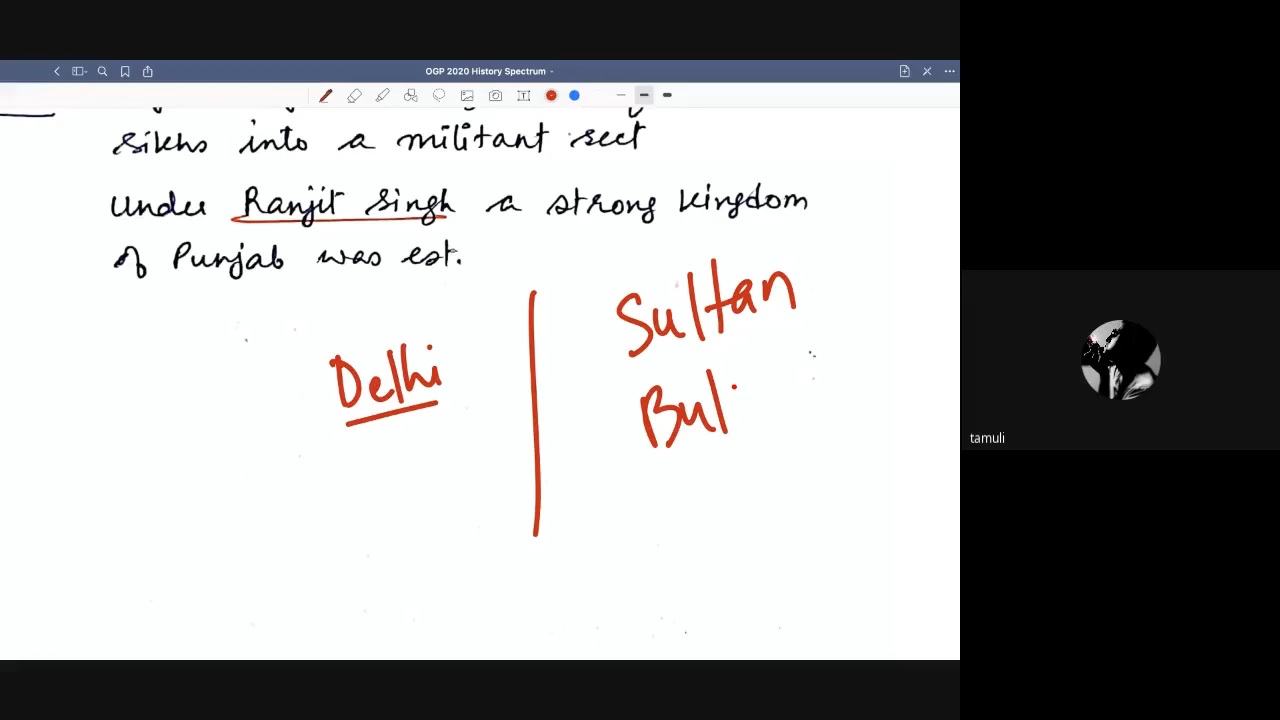 OGP 2020 History Spectrum
sikhs into a militant sect
Under Ranjit Singh a strong kingdom
of Punjab was est.
Delhi
Sultan
Bul
tamuli